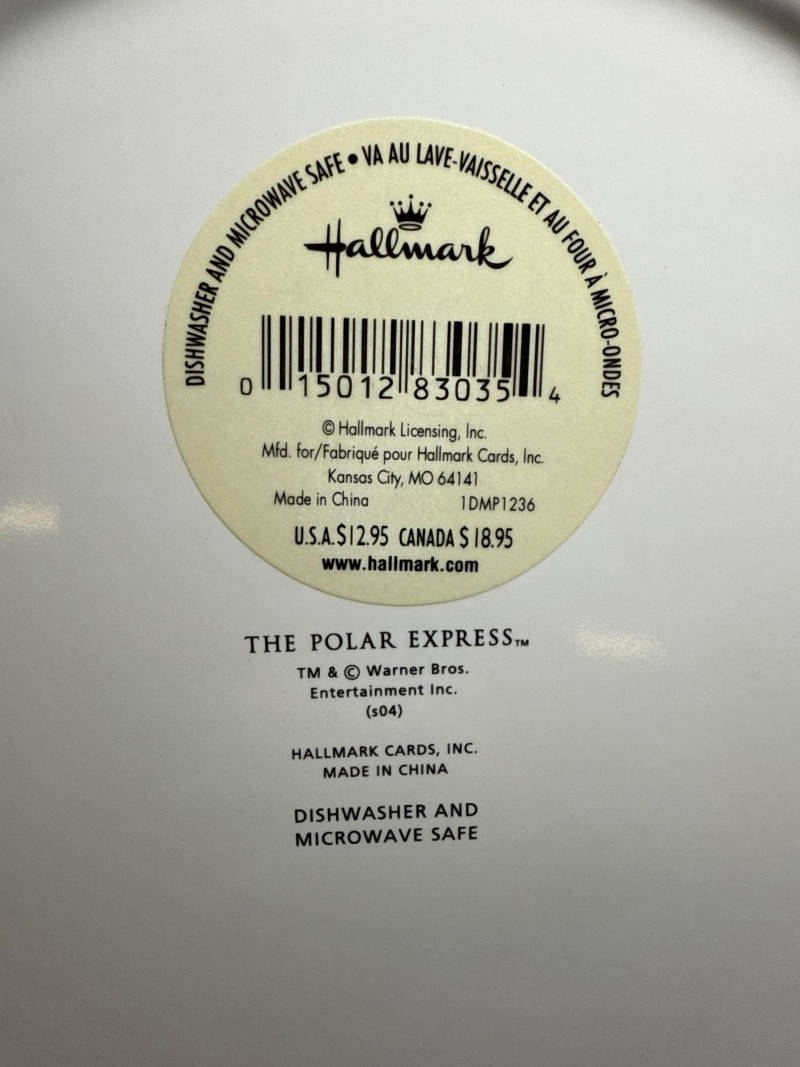 DISHWASHER AND MICROWAVE SAFE • VA AU LAVE-VAISSELLE ET AU FOUR À MICRO-ONDES
Hallmark
0 15012 83035 4
© Hallmark Licensing, Inc.
Mfd. for/Fabriqué pour Hallmark Cards, Inc.
Kansas City, MO 64141
Made in China 1DMP1236
U.S.A.$12.95 CANADA $18.95
www.hallmark.com
THE POLAR EXPRESS™
TM & © Warner Bros.
Entertainment Inc.
(s04)
HALLMARK CARDS, INC.
MADE IN CHINA
DISHWASHER AND
MICROWAVE SAFE